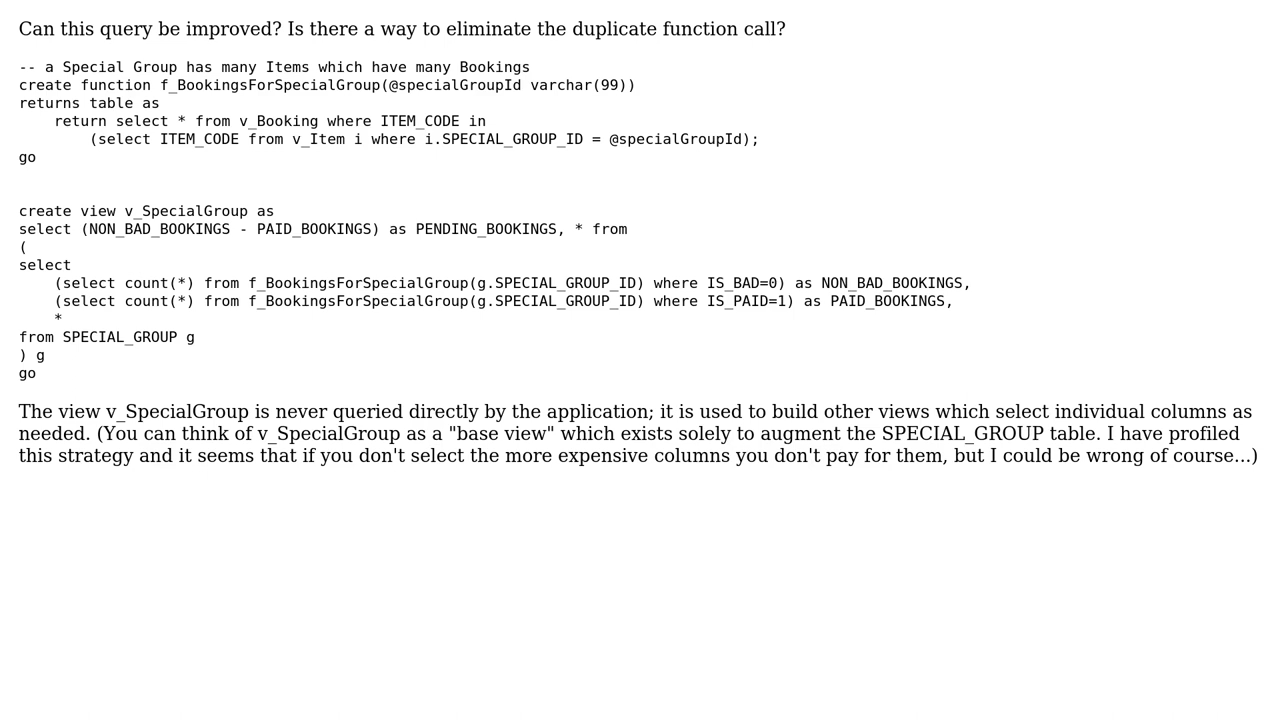 Can this query be improved? Is there a way to eliminate the duplicate function call?
-- a Special Group has many Items which have many Bookings
create function f_BookingsForSpecialGroup(@specialGroupId varchar(99))
returns table as
    return select * from v_Booking where ITEM_CODE in
        (select ITEM_CODE from v_Item i where i.SPECIAL_GROUP_ID = @specialGroupId);
go
create view v_SpecialGroup as
select (NON_BAD_BOOKINGS - PAID_BOOKINGS) as PENDING_BOOKINGS, * from
(
select
    (select count(*) from f_BookingsForSpecialGroup(g.SPECIAL_GROUP_ID) where IS_BAD=0) as NON_BAD_BOOKINGS,
    (select count(*) from f_BookingsForSpecialGroup(g.SPECIAL_GROUP_ID) where IS_PAID=1) as PAID_BOOKINGS,
    *
from SPECIAL_GROUP g
) g
go
The view v_SpecialGroup is never queried directly by the application; it is used to build other views which select individual columns as
needed. (You can think of v_SpecialGroup as a "base view" which exists solely to augment the SPECIAL_GROUP table. I have profiled
this strategy and it seems that if you don't select the more expensive columns you don't pay for them, but I could be wrong of course...)